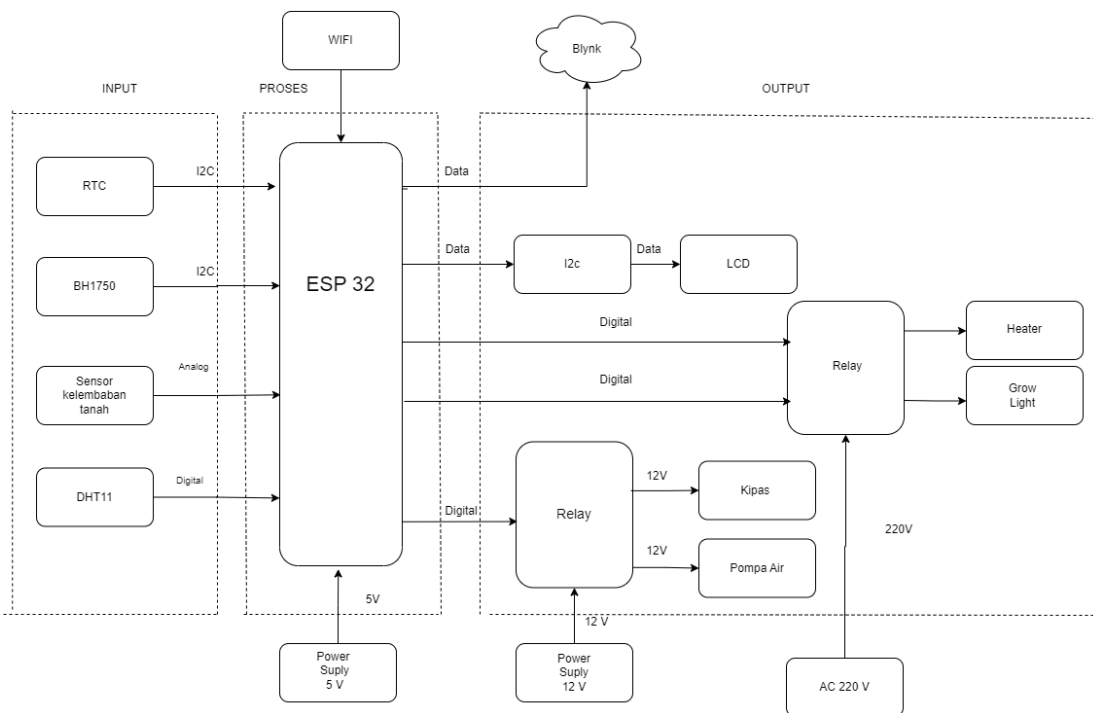 WIFI
Blynk
INPUT
PROSES
OUTPUT
RTC
I2C
Data
BH1750
I2C
ESP 32
Data
I2c
Data
LCD
Digital
Heater
Sensor
kelembaban
tanah
Analog
Digital
Relay
Grow
Light
DHT11
Digital
Digital
Relay
12V
Kipas
12V
Pompa Air
220V
5V
12 V
Power
Suply
5 V
Power
Suply
12 V
AC 220 V